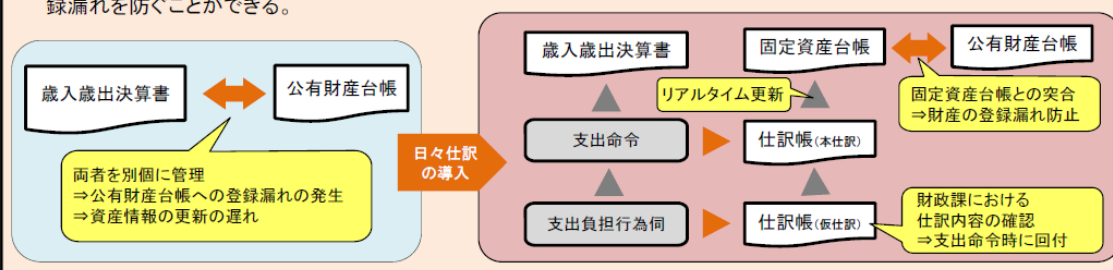 録漏れを防ぐことができる。
歳入歳出決算書
公有財産台帳
両者を別個に管理
⇒公有財産台帳への登録漏れの発生
⇒資産情報の更新の遅れ
日々仕訳
の導入
歳入歳出決算書
固定資産台帳
公有財産台帳
リアルタイム更新
固定資産台帳との突合
⇒財産の登録漏れ防止
支出命令
仕訳帳(本仕訳)
支出負担行為伺
仕訳帳(仮仕訳)
財政課における
仕訳内容の確認
⇒支出命令時に回付